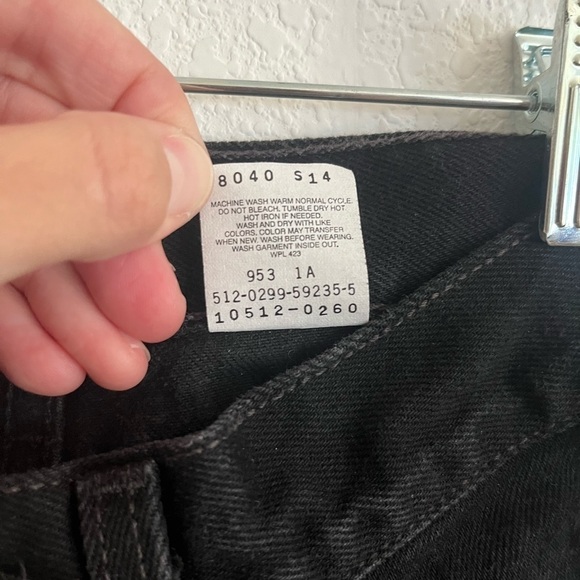 8040 S14
MACHINE WASH WARM NORMAL CYCLE.
DO NOT BLEACH. TUMBLE DRY HOT
HOT IRON IF NEEDED.
WASH AND DRY WITH LIKE
COLORS, COLOR MAY TRANSFER
WHEN NEW. WASH BEFORE WEARING.
WASH GARMENT INSIDE OUT.
WPL 423
953 1A
512-0299-59235-5
10512-0260